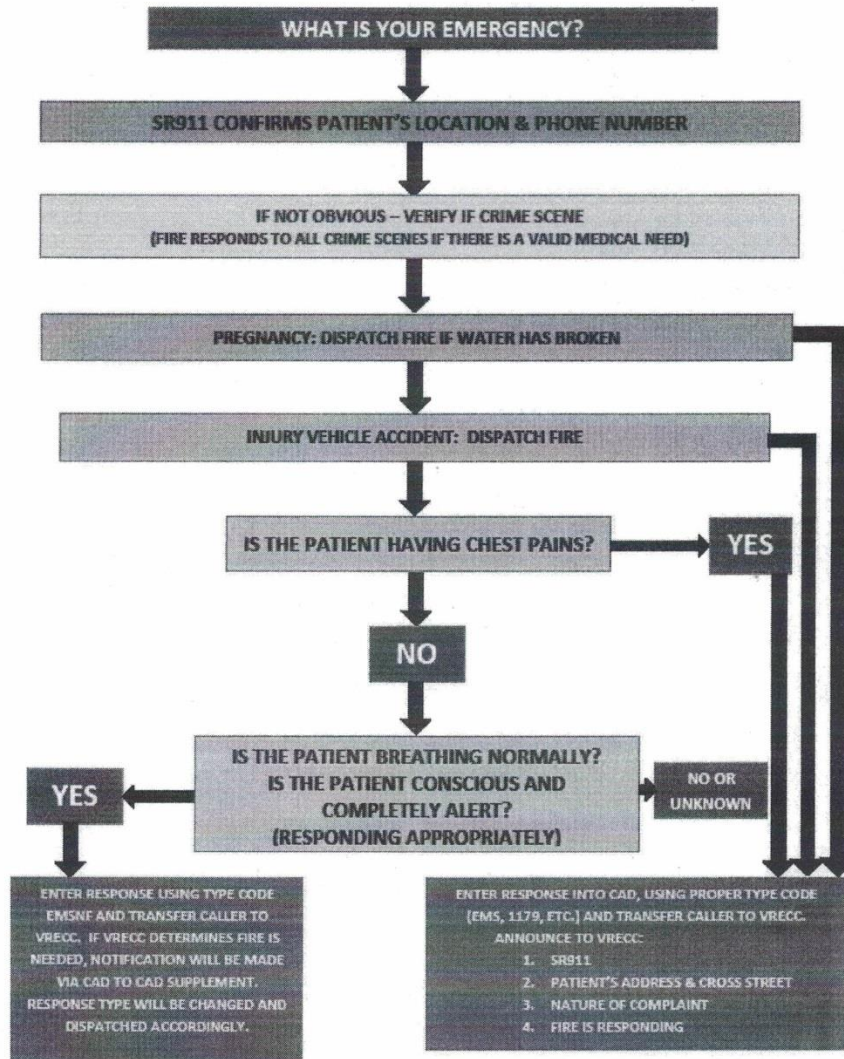 WHAT IS YOUR EMERGENCY?
SR911 CONFIRMS PATIENT'S LOCATION & PHONE NUMBER
IF NOT OBVIOUS – VERIFY IF CRIME SCENE
(FIRE RESPONDS TO ALL CRIME SCENES IF THERE IS A VALID MEDICAL NEED)
PREGNANCY: DISPATCH FIRE IF WATER HAS BROKEN
INJURY VEHICLE ACCIDENT: DISPATCH FIRE
IS THE PATIENT HAVING CHEST PAINS?
YES
NO
IS THE PATIENT BREATHING NORMALLY?
IS THE PATIENT CONSCIOUS AND
COMPLETELY ALERT?
(RESPONDING APPROPRIATELY)
YES
NO OR
UNKNOWN
ENTER RESPONSE USING TYPE CODE
EMSNF AND TRANSFER CALLER TO
VRECC. IF VRECC DETERMINES FIRE IS
NEEDED, NOTIFICATION WILL BE MADE
VIA CAD TO CAD SUPPLEMENT.
RESPONSE TYPE WILL BE CHANGED AND
DISPATCHED ACCORDINGLY.
ENTER RESPONSE INTO CAD, USING PROPER TYPE CODE
(EMS, 1179, ETC.) AND TRANSFER CALLER TO VRECC.
ANNOUNCE TO VRECC:
1. SR911
2. PATIENT'S ADDRESS & CROSS STREET
3. NATURE OF COMPLAINT
4. FIRE IS RESPONDING